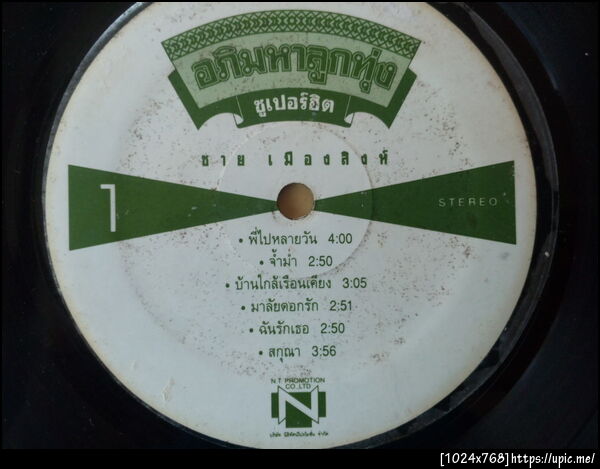 อภิมหาลูกทุ่ง
ซูเปอร์ฮิต
ชาย เมืองสิงห์
1
STEREO
• พี่ไปหลายวัน 4:00
• จ้ำม่ำ 2:50
• บ้านใกล้เรือนเคียง 3:05
• มาลัยดอกรัก 2:51
• ฉันรักเธอ 2:50
• สกุณา 3:56
N.T PROMOTION
CO.,LTD
N
[1024x768]https://upic.me/